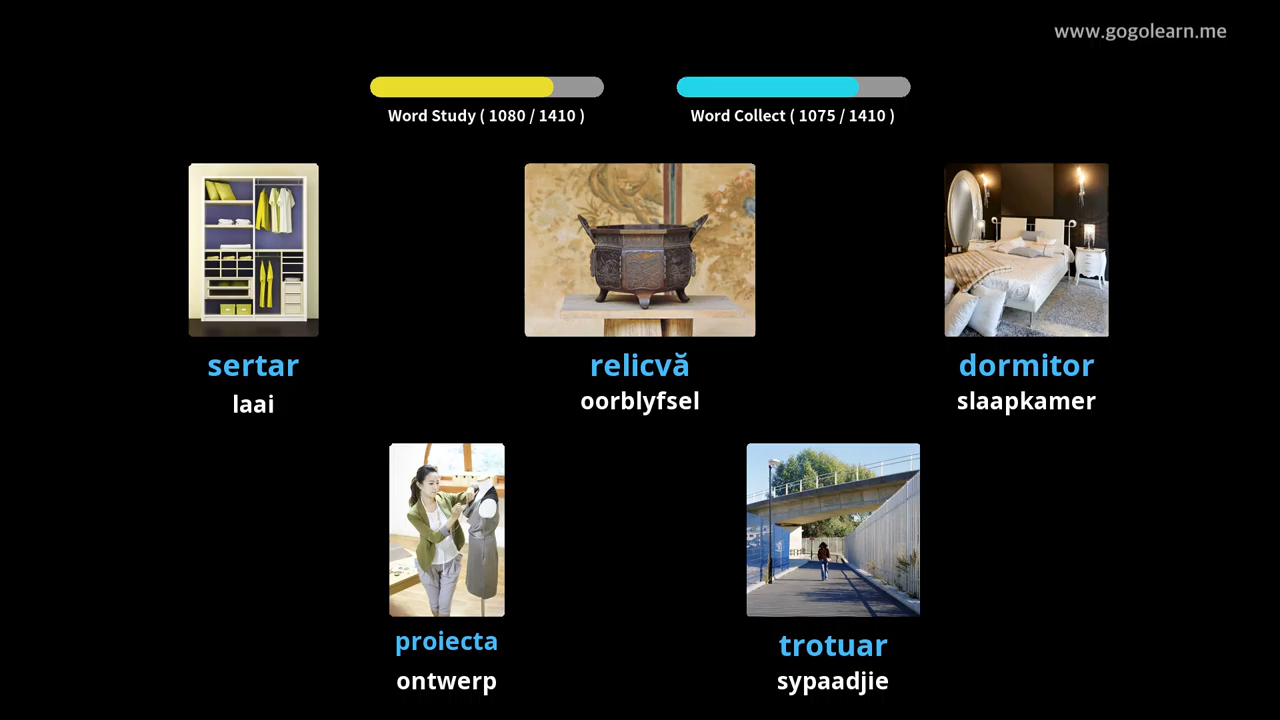 www.gogolearn.me
Word Study ( 1080 / 1410 )
Word Collect ( 1075 / 1410 )
sertar
laai
relicvă
oorblyfsel
dormitor
slaapkamer
proiecta
ontwerp
trotuar
sypaadjie